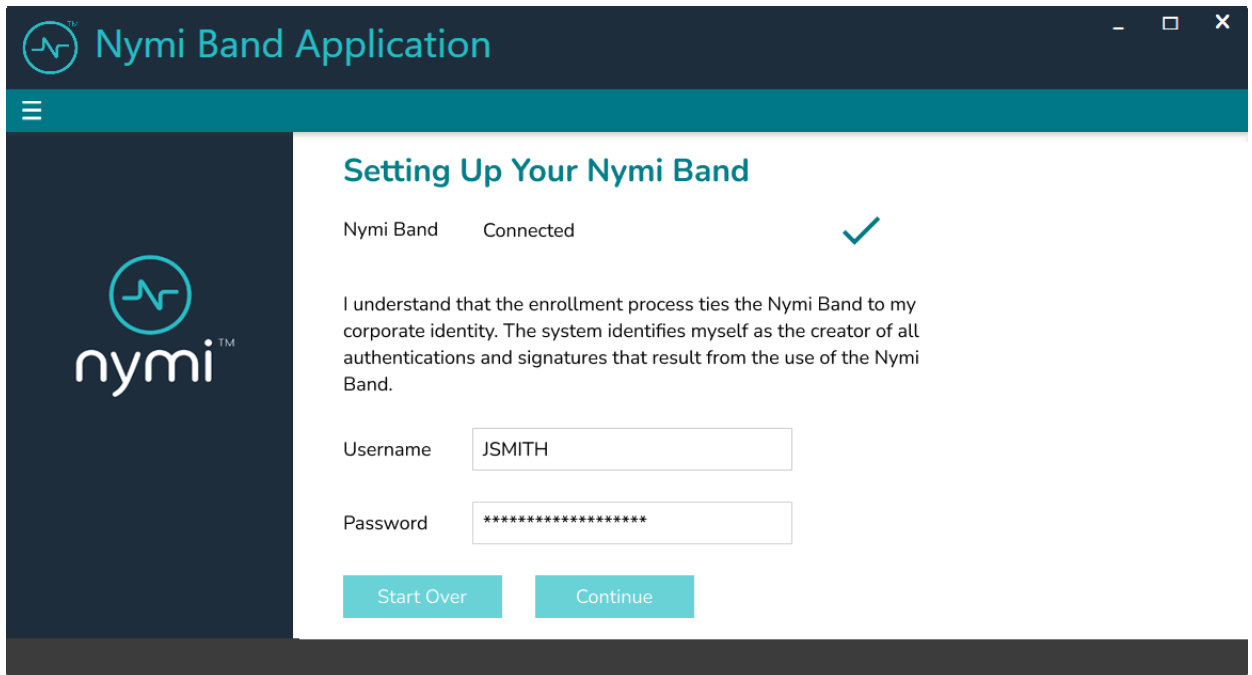 Nymi Band Application
Setting Up Your Nymi Band
Nymi Band Connected
I understand that the enrollment process ties the Nymi Band to my
corporate identity. The system identifies myself as the creator of all
authentications and signatures that result from the use of the Nymi
Band.
nymi™
Username JSMITH
Password *******************
Start Over Continue